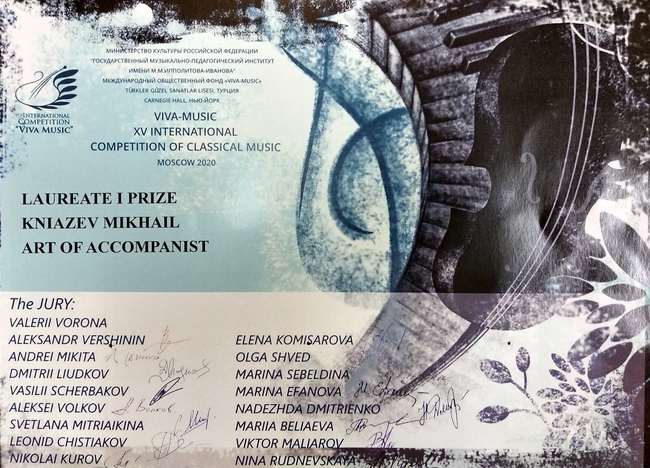 МИНИСТЕРСТВО КУЛЬТУРЫ РОССИЙСКОЙ ФЕДЕРАЦИИ
"ГОСУДАРСТВЕННЫЙ МУЗЫКАЛЬНО-ПЕДАГОГИЧЕСКИЙ ИНСТИТУТ
ИМЕНИ М.М.ИППОЛИТОВА-ИВАНОВА"
МЕЖДУНАРОДНЫЙ ОБЩЕСТВЕННЫЙ ФОНД «VIVA-MUSIC»
TÜRKLER GÜZEL SANATLAR LISESI, ТУРЦИЯ
CARNEGIE HALL, НЬЮ-ЙОРК
INTERNATIONAL
COMPETITION
"VIVA MUSIC"
VIVA-MUSIC
XV INTERNATIONAL
COMPETITION OF CLASSICAL MUSIC
MOSCOW 2020
LAUREATE I PRIZE
KNIAZEV MIKHAIL
ART OF ACCOMPANIST
The JURY:
VALERII VORONA
ALEKSANDR VERSHININ
ANDREI MIKITA
DMITRII LIUDKOV
VASILII SCHERBAKOV
ALEKSEI VOLKOV
SVETLANA MITRIAIKINA
LEONID CHISTIAKOV
NIKOLAI KUROV
ELENA KOMISAROVA
OLGA SHVED
MARINA SEBELDINA
MARINA EFANOVA
NADEZHDA DMITRIENKO
MARIIA BELIAEVA
VIKTOR MALIAROV
NINA RUDNEVSKAYA